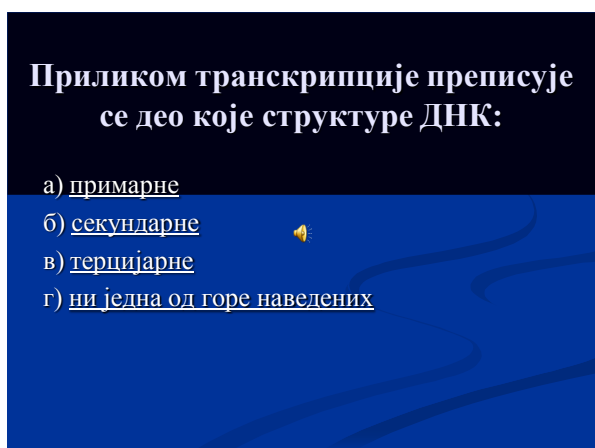 Приликом транскрипције преписује
се део које структуре ДНК:
а) примарне
б) секундарне
в) терцијарне
г) ни једна од горе наведених